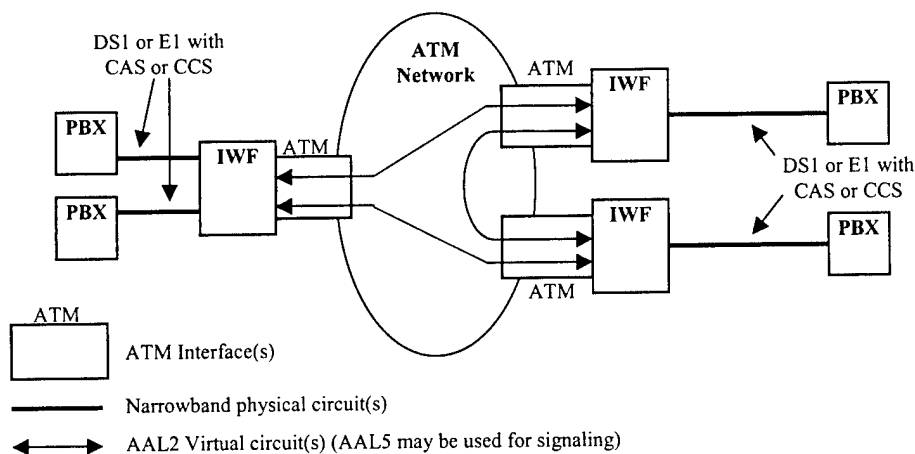 DS1 or E1 with
CAS or CCS
ATM
Network
ATM
IWF
PBX
PBX
IWF
ATM
DS1 or E1 with
CAS or CCS
PBX
IWF
PBX
ATM
ATM
ATM Interface(s)
Narrowband physical circuit(s)
AAL2 Virtual circuit(s) (AAL5 may be used for signaling)